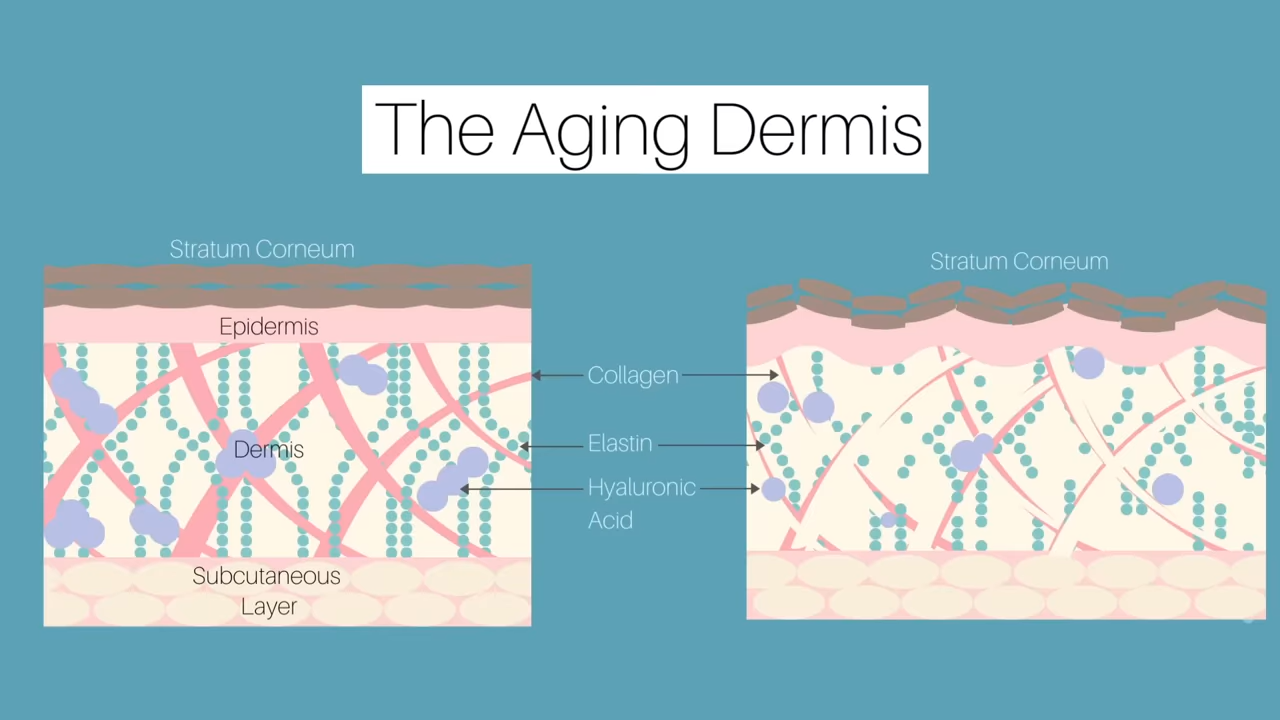 The Aging Dermis
Stratum Corneum
Stratum Corneum
Epidermis
Collagen
Elastin
Dermis
Hyaluronic
Acid
Subcutaneous
Layer